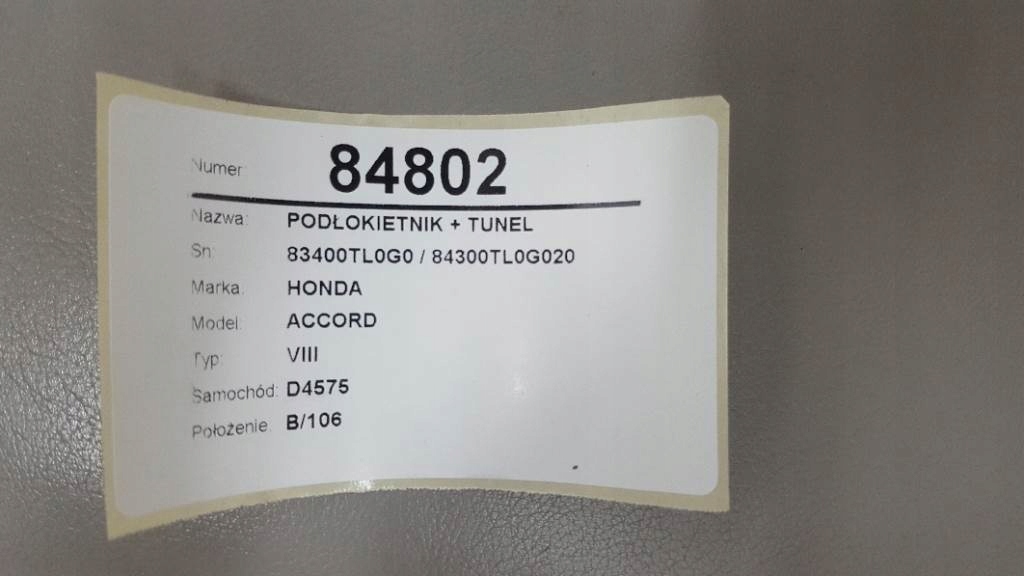 Numer: 84802
Nazwa: PODŁOKIETNIK + TUNEL
Sn: 83400TL0G0 / 84300TL0G020
Marka: HONDA
Model: ACCORD
Typ: VIII
Samochód: D4575
Położenie: B/106